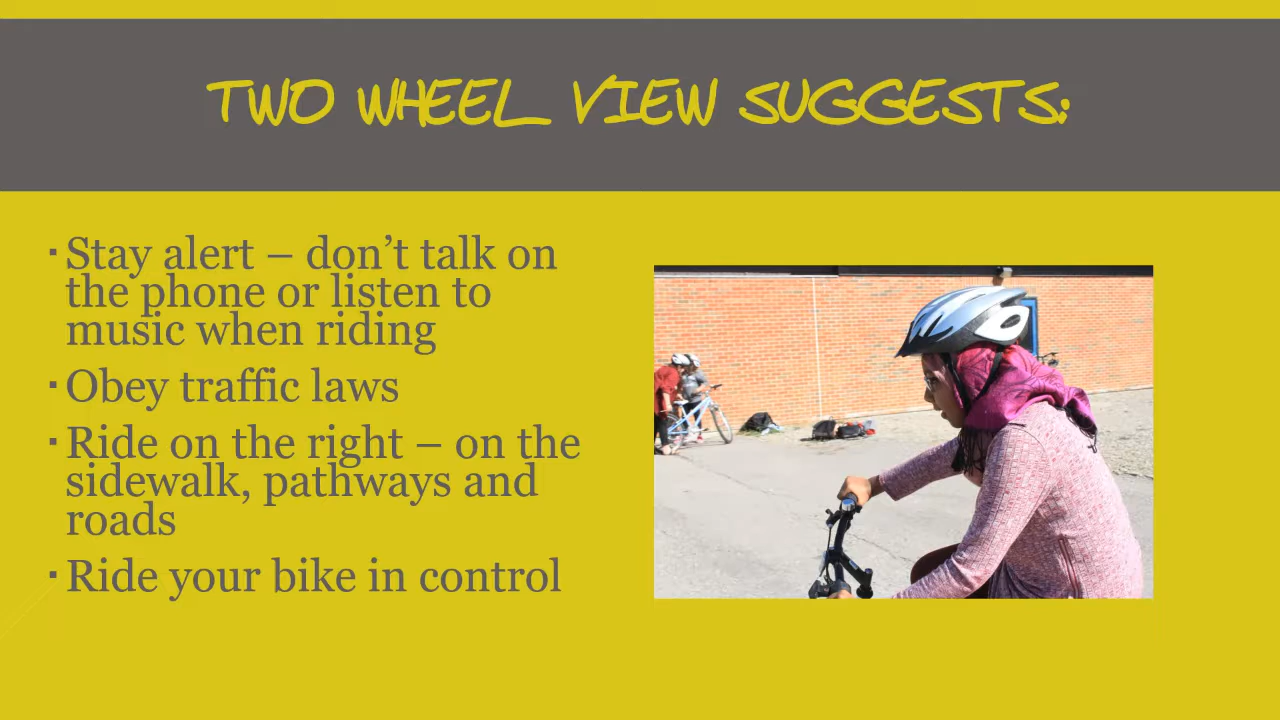 TWO WHEEL VIEW SUGGESTS:
▪ Stay alert – don’t talk on
the phone or listen to
music when riding
▪ Obey traffic laws
▪ Ride on the right – on the
sidewalk, pathways and
roads
▪ Ride your bike in control